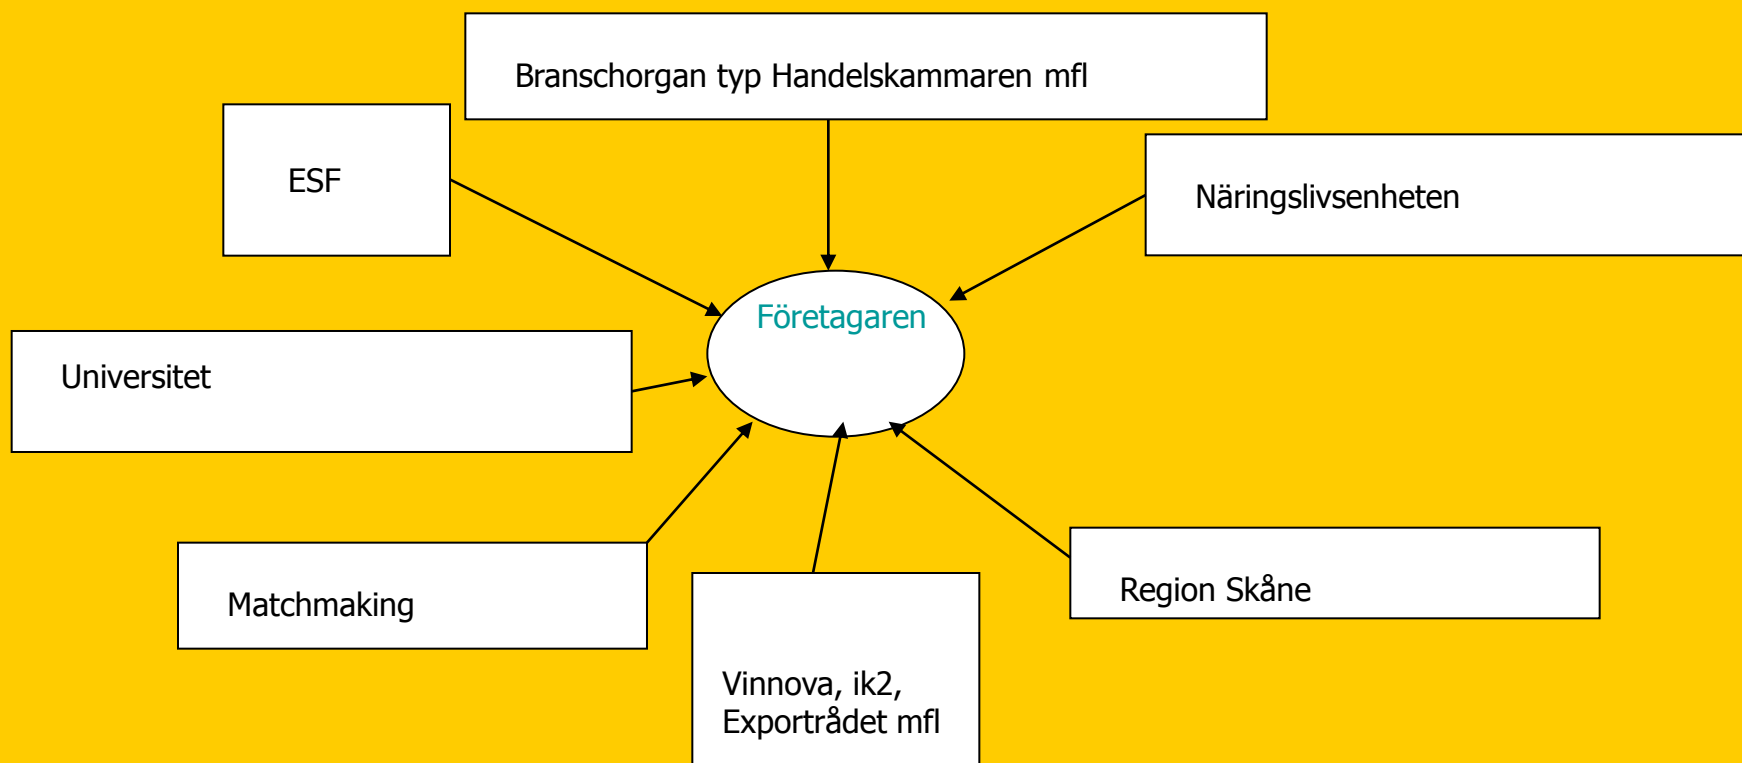 Branschorgan typ Handelskammaren mfl
ESF
Näringslivsenheten
Företagaren
Universitet
Matchmaking
Region Skåne
Vinnova, ik2,
Exportrådet mfl